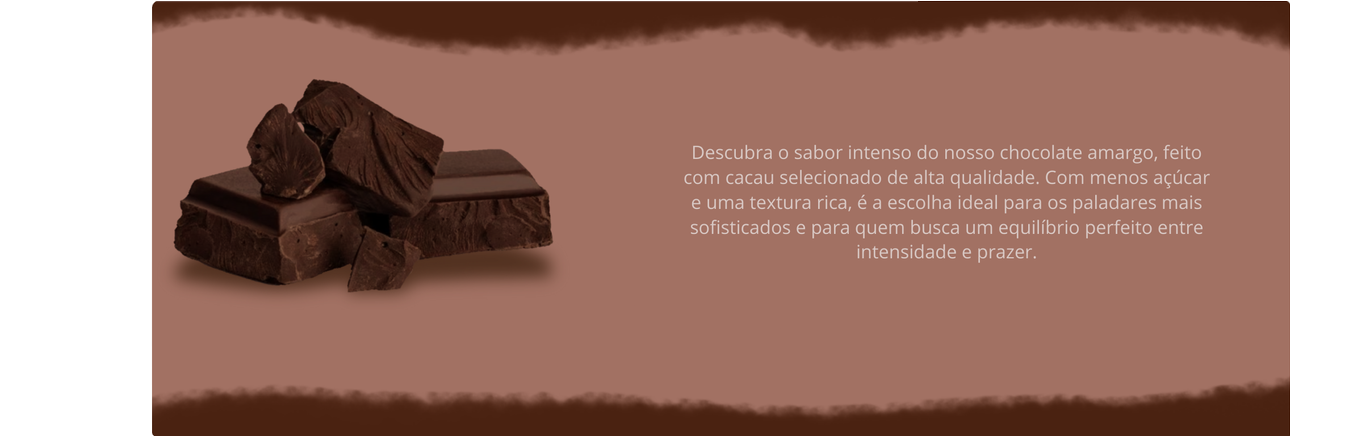 Descubra o sabor intenso do nosso chocolate amargo, feito
com cacau selecionado de alta qualidade. Com menos açúcar
e uma textura rica, é a escolha ideal para os paladares mais
sofisticados e para quem busca um equilíbrio perfeito entre
intensidade e prazer.